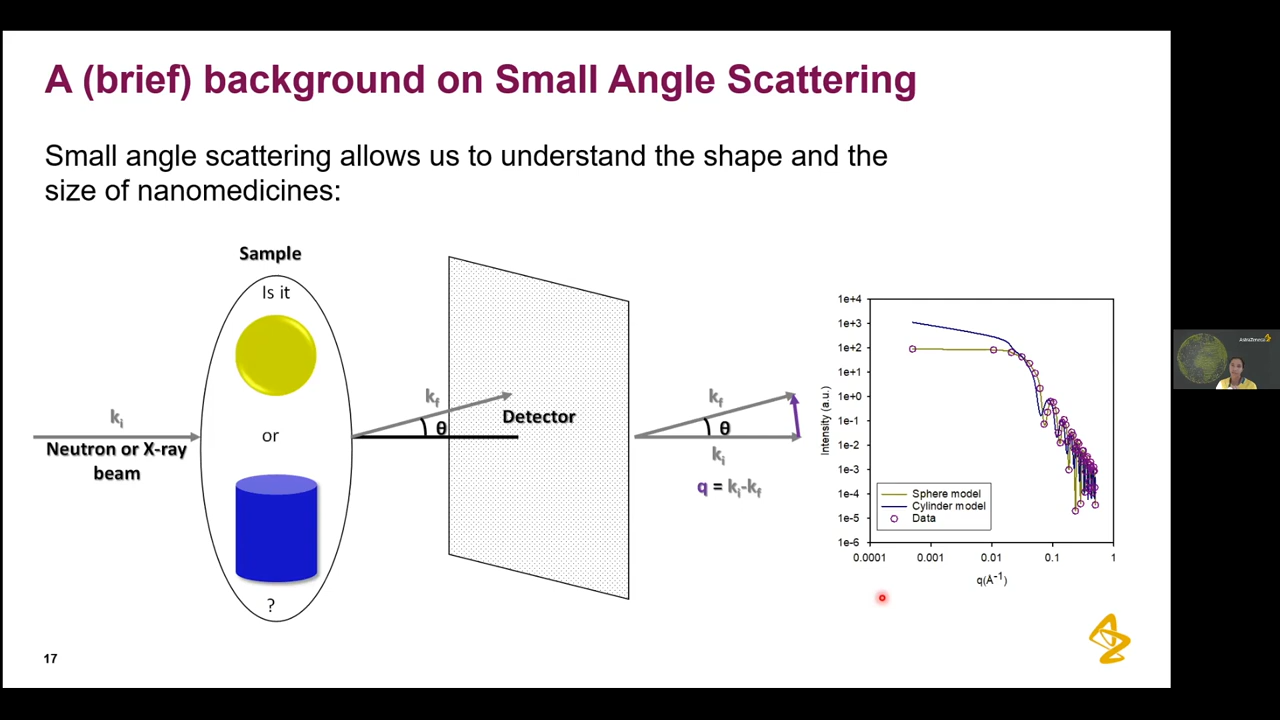 A (brief) background on Small Angle Scattering
Small angle scattering allows us to understand the shape and the
size of nanomedicines:
Sample
Is it
or
?
kᵢ
Neutron or X-ray
beam
k_f
θ
Detector
k_f
θ
kᵢ
q = kᵢ-k_f
1e+4
1e+3
1e+2
1e+1
1e+0
1e-1
1e-2
1e-3
1e-4
1e-5
1e-6
Intensity (a.u.)
Sphere model
Cylinder model
Data
0.0001 0.001 0.01 0.1 1
q(Å⁻¹)
17
AstraZeneca